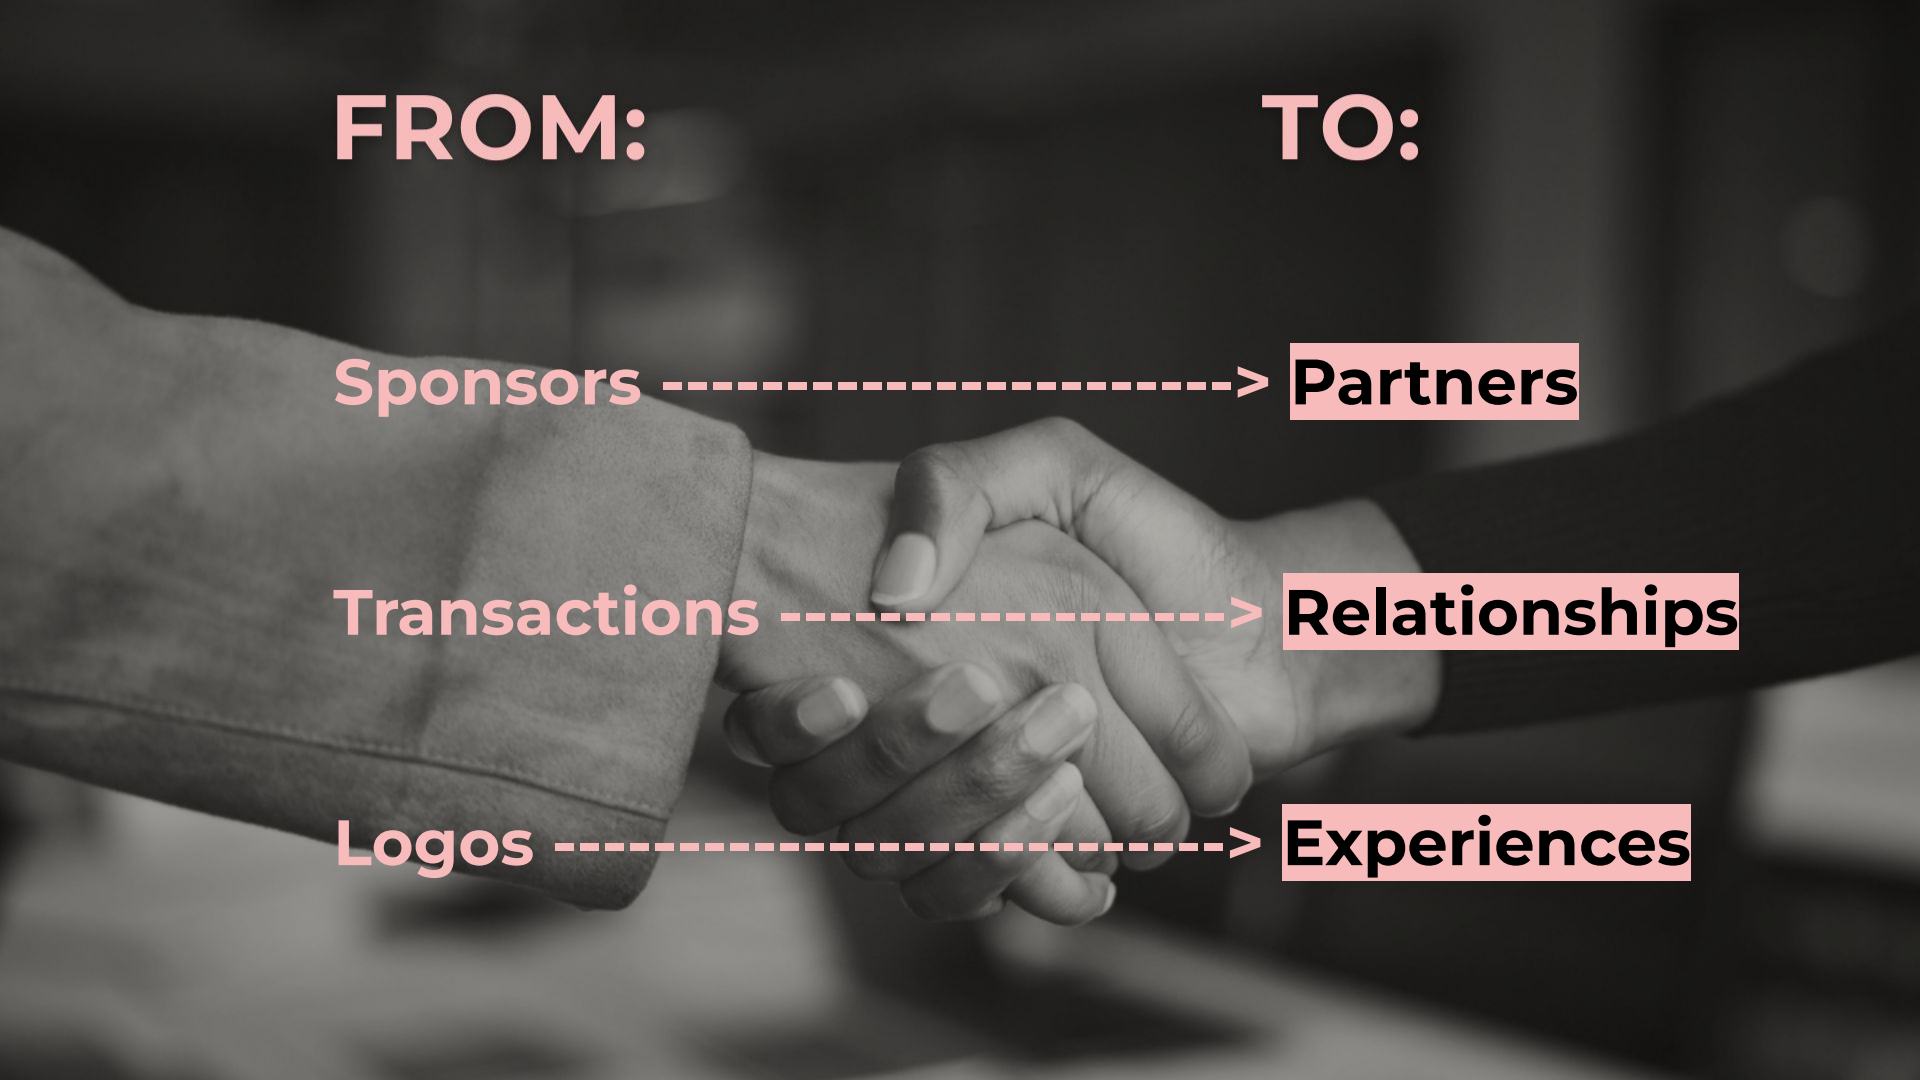 FROM: TO:
Sponsors -----------------------> Partners
Transactions ------------------> Relationships
Logos ---------------------------> Experiences